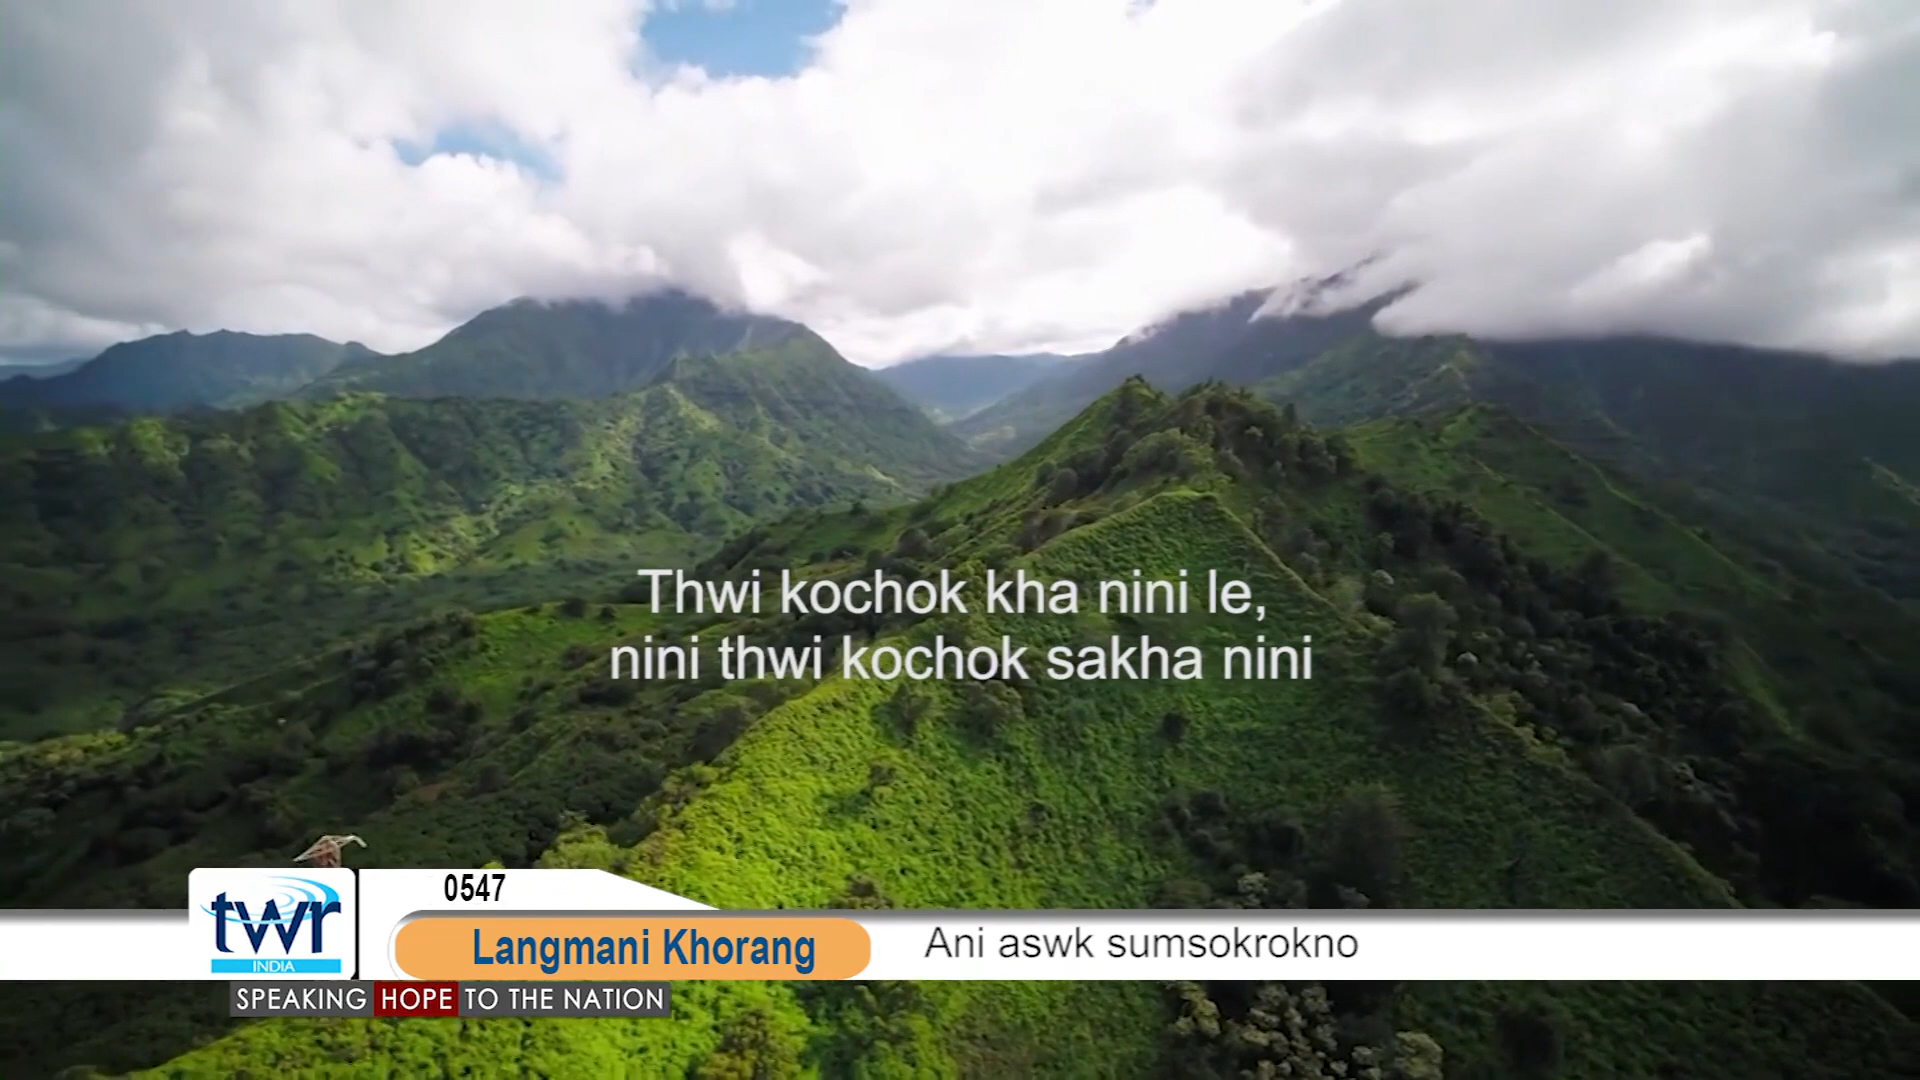 Thwi kochok kha nini le,
nini thwi kochok sakha nini
0547
twr
INDIA
Langmani Khorang
Ani aswk sumsokrokno
SPEAKING HOPE TO THE NATION